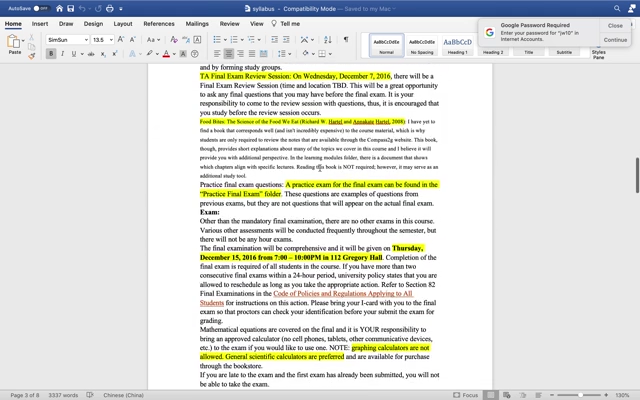 AutoSave OFF
syllabus - Compatibility Mode — Saved to my Mac
Home Insert Draw Design Layout References Mailings Review View Tell me
Google Password Required
Enter your password for "jw10" in Internet Accounts.
Close
Continue
Paste
SimSun 13.5
AaBbCcDdEe AaBbCcDdEe AaBbCcD
Normal No Spacing Heading 1 Heading 2 Title Subtitle Styles Pane
and by forming study groups.
TA Final Exam Review Session: On Wednesday, December 7, 2016, there will be a
Final Exam Review Session (time and location TBD. This will be a great opportunity
to ask any final questions that you may have before the final exam. It is your
responsibility to come to the review session with questions, thus, it is encouraged that
you study before the review session occurs.
Food Bites: The Science of the Food We Eat (Richard W. Hartel and Annakate Hartel, 2008): I have yet to
find a book that corresponds well (and isn't incredibly expensive) to the course material, which is why
students are only required to review the notes that are available through the Compass2g website. This book,
though, provides short explanations about many of the topics we cover in this course and I believe it will
provide you with additional perspective. In the learning modules folder, there is a document that shows
which chapters align with specific lectures. Reading this book is NOT required; however, it may serve as an
additional study tool.
Practice final exam questions: A practice exam for the final exam can be found in the
"Practice Final Exam" folder. These questions are examples of questions from
previous exams, but they are not questions that will appear on the actual final exam.
Exam:
Other than the mandatory final examination, there are no other exams in this course.
Various other assessments will be conducted frequently throughout the semester, but
there will not be any hour exams.
The final examination will be comprehensive and it will be given on Thursday,
December 15, 2016 from 7:00 – 10:00PM in 112 Gregory Hall. Completion of the
final exam is required of all students in the course. If you have more than two
consecutive final exams within a 24-hour period, university policy states that you are
allowed to reschedule as long as you take the appropriate action. Refer to Section 82
Final Examinations in the Code of Policies and Regulations Applying to All
Students for instructions on this action. Please bring your I-card with you to the final
exam so that proctors can check your identification before your submit the exam for
grading.
Mathematical equations are covered on the final and it is YOUR responsibility to
bring an approved calculator (no cell phones, tablets, other communicative devices,
etc.) to the exam if you would like to use one. NOTE: graphing calculators are not
allowed. General scientific calculators are preferred and are available for purchase
through the bookstore.
If you are late to the exam and the first exam has already been submitted, you will not
be able to take the exam.
Page 3 of 8 3337 words Chinese (China) Focus 130%